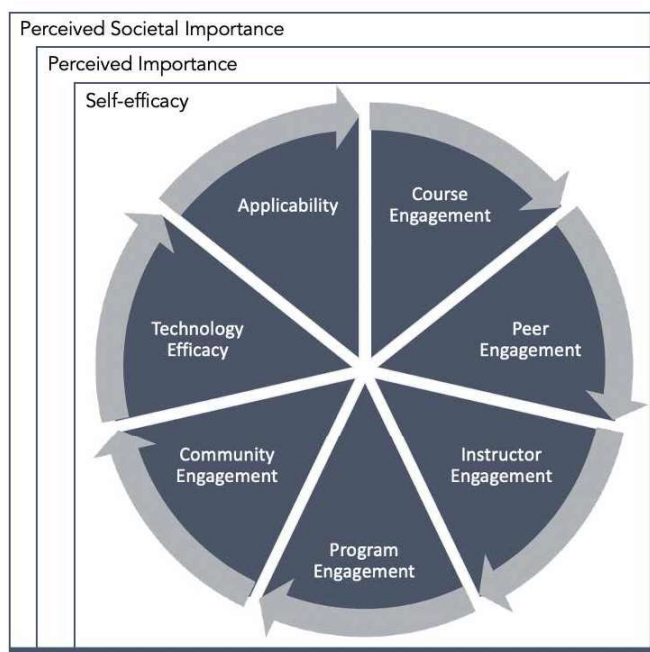 Perceived Societal Importance
Perceived Importance
Self-efficacy
Applicability
Course
Engagement
Technology
Efficacy
Peer
Engagement
Community
Engagement
Instructor
Engagement
Program
Engagement